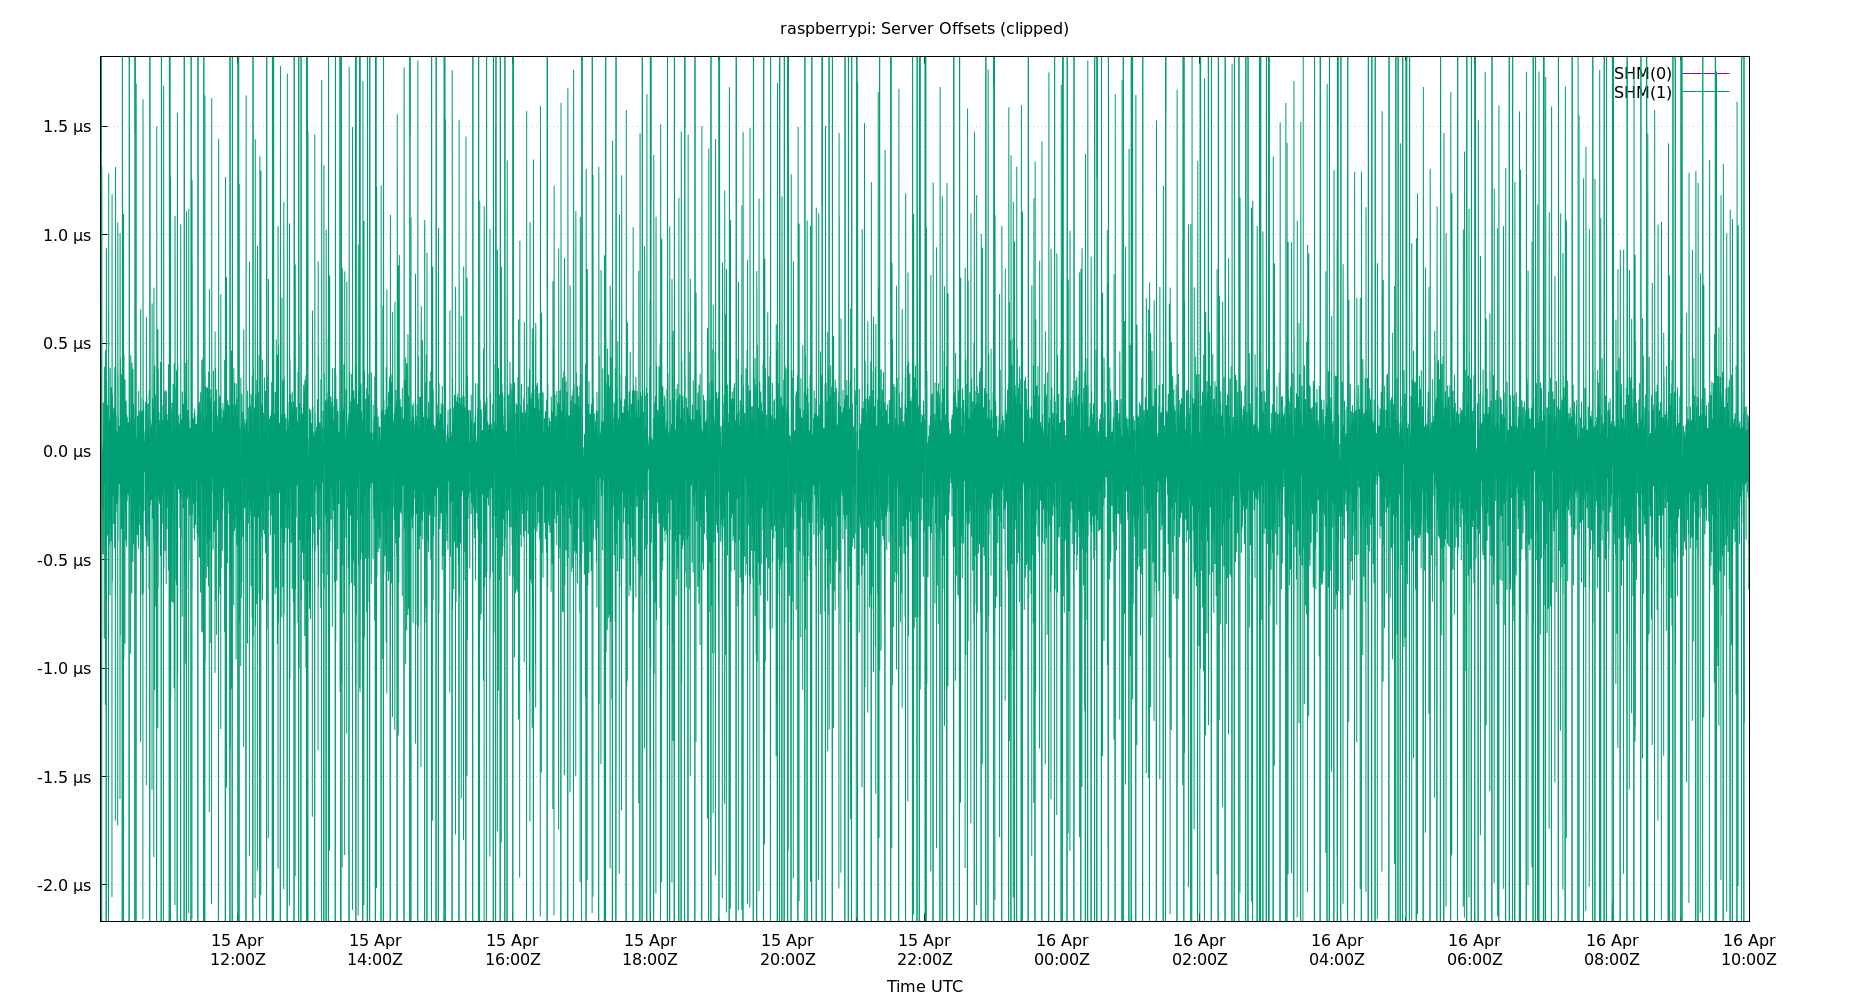 raspberrypi: Server Offsets (clipped)
SHM(0)
SHM(1)
1.5 µs
1.0 µs
0.5 µs
0.0 µs
-0.5 µs
-1.0 µs
-1.5 µs
-2.0 µs
15 Apr 15 Apr 15 Apr 15 Apr 15 Apr 15 Apr 16 Apr 16 Apr 16 Apr 16 Apr 16 Apr 16 Apr
12:00Z 14:00Z 16:00Z 18:00Z 20:00Z 22:00Z 00:00Z 02:00Z 04:00Z 06:00Z 08:00Z 10:00Z
Time UTC